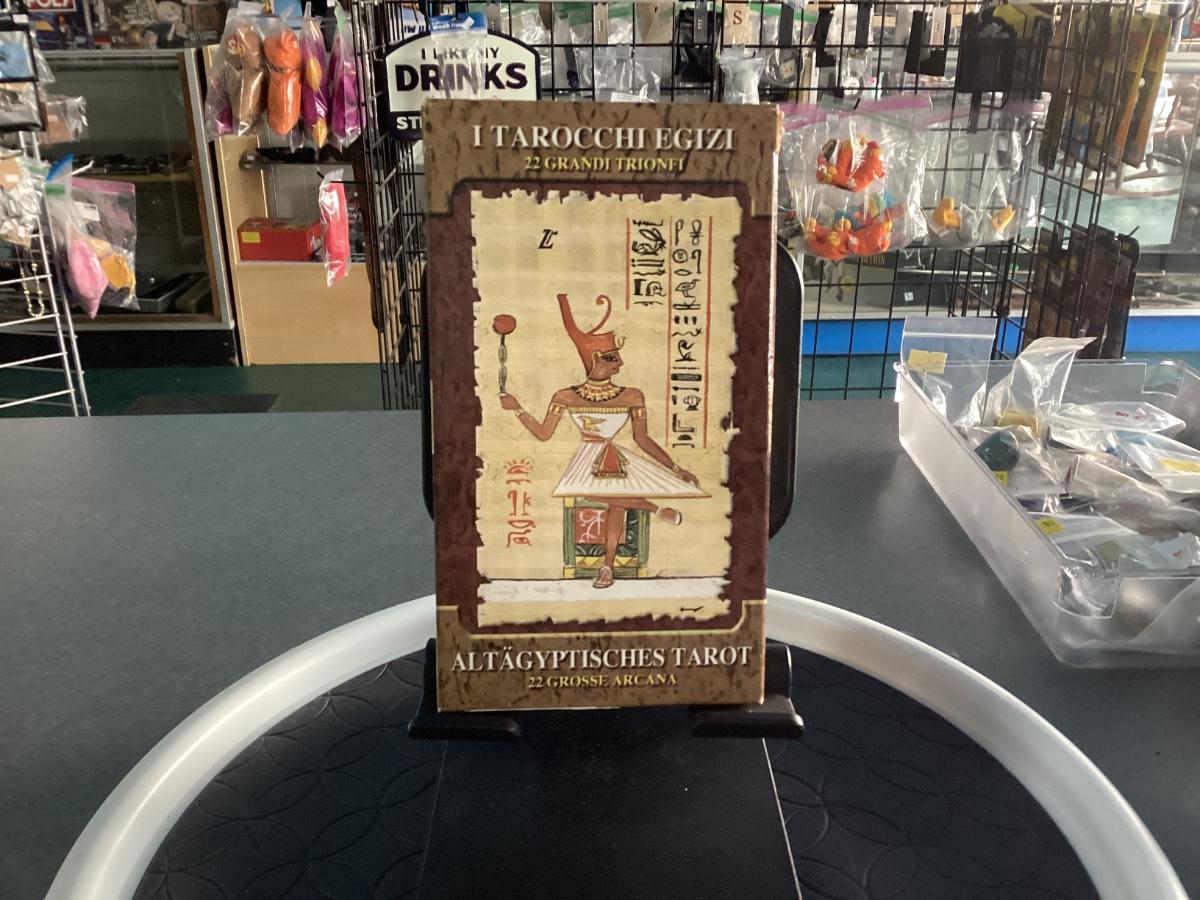 I LIKE MY
DRINKS
I TAROCCHI EGIZI
22 GRANDI TRIONFI
S
ALTÄGYPTISCHES TAROT
22 GROSSE ARCANA